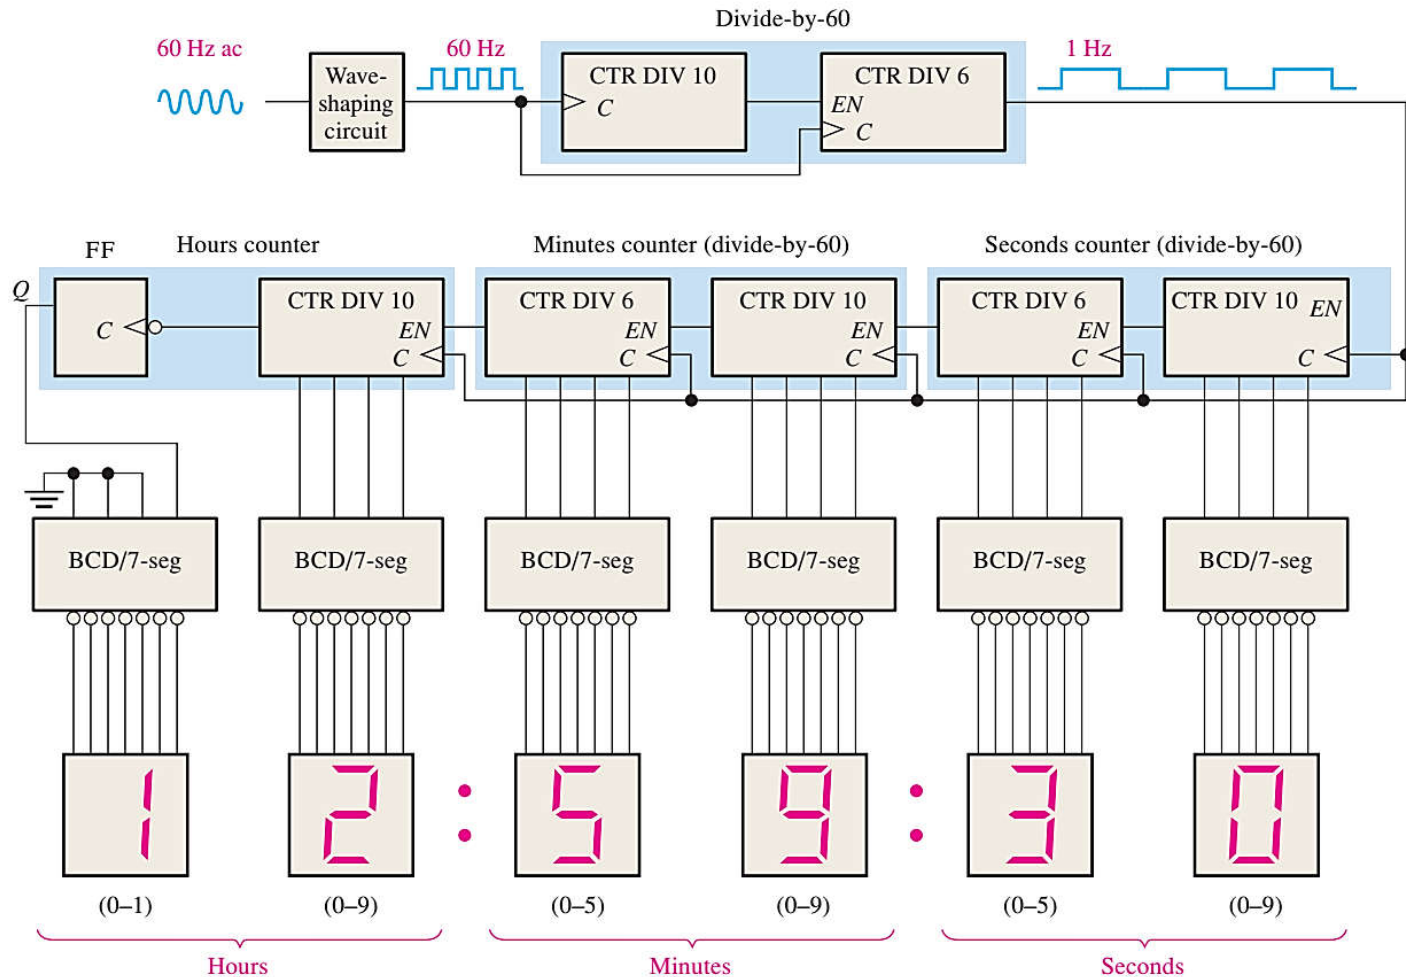 Divide-by-60
60 Hz ac
60 Hz
1 Hz
Wave-
shaping
circuit
CTR DIV 10
C
CTR DIV 6
EN
C
FF
Hours counter
Minutes counter (divide-by-60)
Seconds counter (divide-by-60)
Q
C
CTR DIV 10
EN
C
CTR DIV 6
EN
C
CTR DIV 10
EN
C
CTR DIV 6
EN
C
CTR DIV 10
EN
C
BCD/7-seg
BCD/7-seg
BCD/7-seg
BCD/7-seg
BCD/7-seg
BCD/7-seg
1 2 : 5 9 : 3 0
(0–1)
(0–9)
(0–5)
(0–9)
(0–5)
(0–9)
Hours
Minutes
Seconds